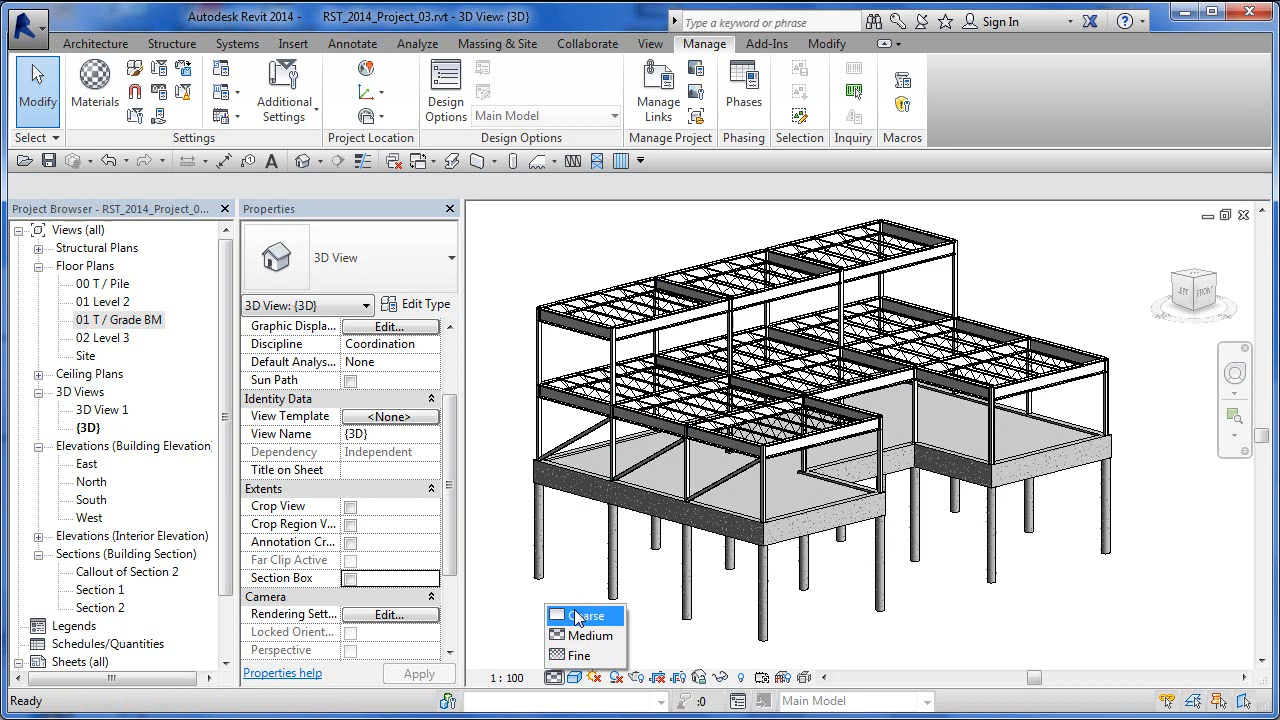 Autodesk Revit 2014 - RST_2014_Project_03.rvt - 3D View: {3D}
Type a keyword or phrase
Sign In
Architecture Structure Systems Insert Annotate Analyze Massing & Site Collaborate View Manage Add-Ins Modify
Modify
Materials
Additional Settings
Design Options
Main Model
Manage Links
Phases
Select Settings Project Location Design Options Manage Project Phasing Selection Inquiry Macros
Project Browser - RST_2014_Project_0...
Views (all)
Structural Plans
Floor Plans
00 T / Pile
01 Level 2
01 T / Grade BM
02 Level 3
Site
Ceiling Plans
3D Views
3D View 1
{3D}
Elevations (Building Elevation)
East
North
South
West
Elevations (Interior Elevation)
Sections (Building Section)
Callout of Section 2
Section 1
Section 2
Legends
Schedules/Quantities
Sheets (all)
Properties
3D View
3D View: {3D} Edit Type
Graphic Displa... Edit...
Discipline Coordination
Default Analys... None
Sun Path
Identity Data
View Template <None>
View Name {3D}
Dependency Independent
Title on Sheet
Extents
Crop View
Crop Region V...
Annotation Cr...
Far Clip Active
Section Box
Camera
Rendering Sett... Edit...
Locked Orient...
Perspective
Properties help Apply
LEFT FRONT
Coarse
Medium
Fine
1 : 100
Ready
:0
Main Model